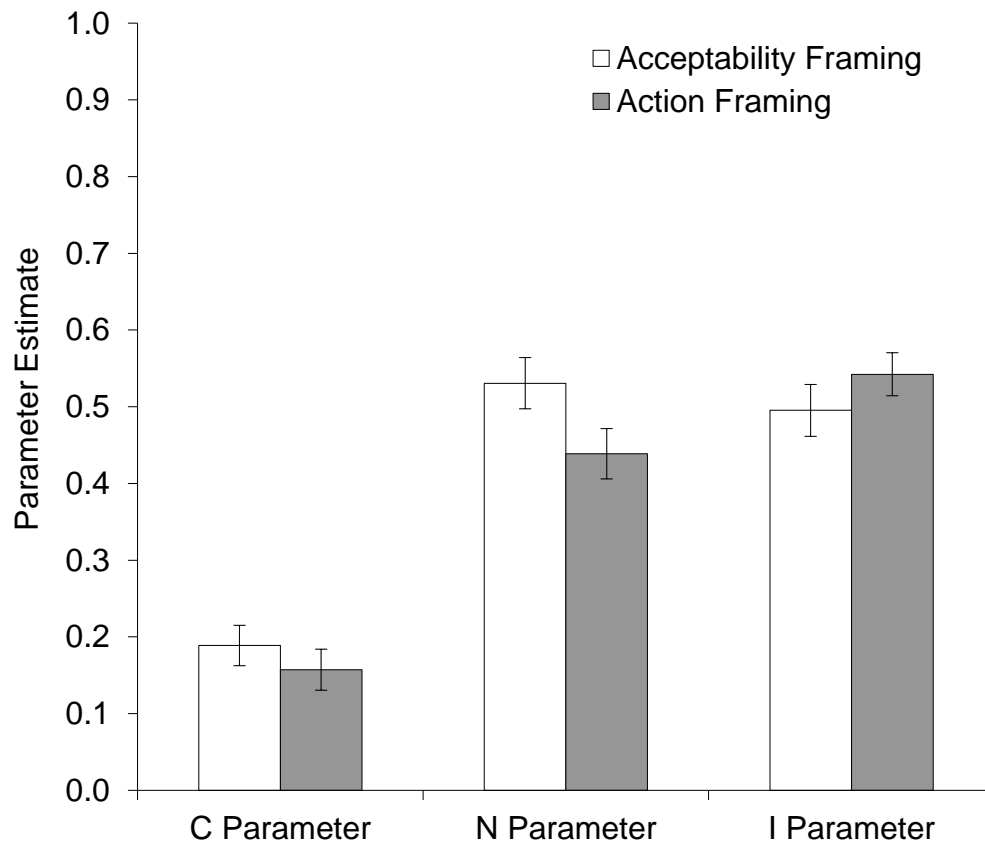 1.0
0.9
0.8
0.7
0.6
0.5
0.4
0.3
0.2
0.1
0.0
Parameter Estimate
Acceptability Framing
Action Framing
C Parameter
N Parameter
I Parameter